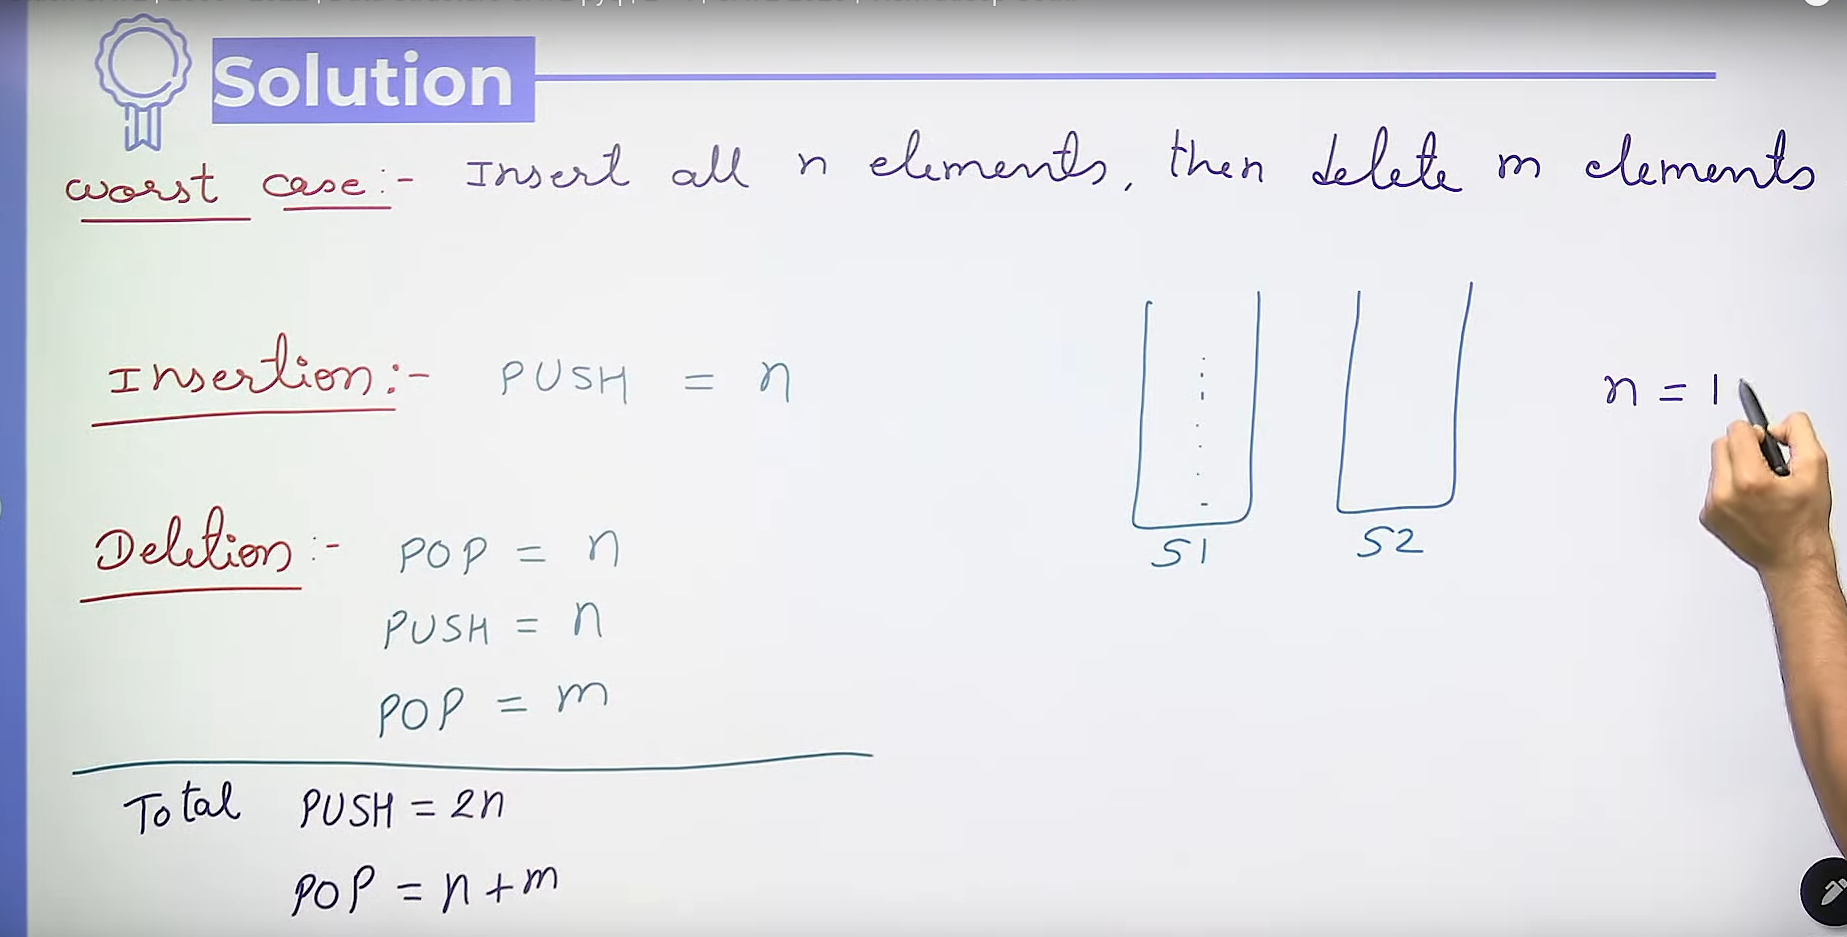 Solution
worst case:- Insert all n elements, then delete m elements
Insertion:- PUSH = n
n = 1
Deletion:- POP = n
PUSH = n
POP = m
S1 S2
Total PUSH = 2n
POP = n+m